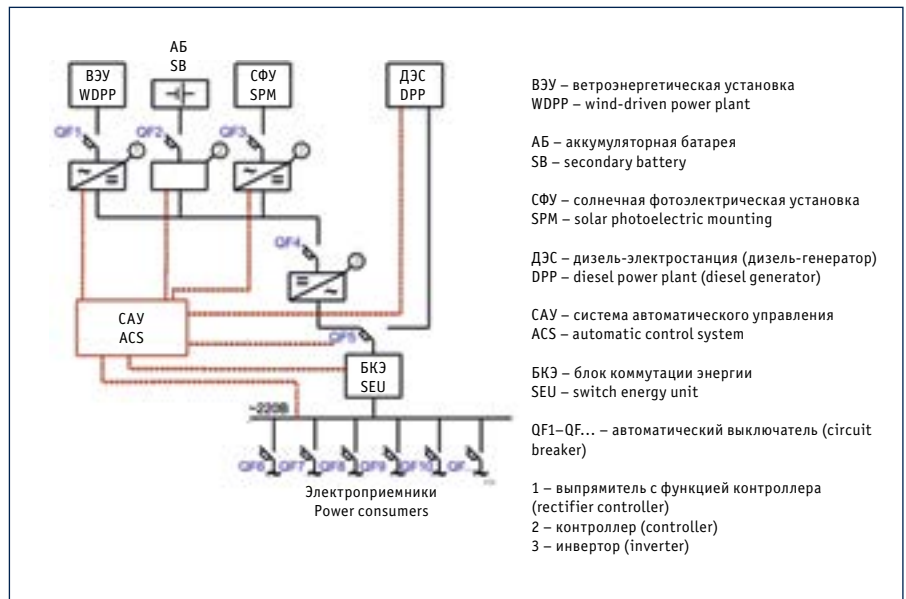 АБ
SB
ВЭУ
WDPP
СФУ
SPM
ДЭС
DPP
QF1
QF2
QF3
QF4
САУ
ACS
QF5
БКЭ
SEU
~220В
QF6
QF7
QF8
QF9
QF10
QF...
Электроприемники
Power consumers
ВЭУ – ветроэнергетическая установка
WDPP – wind-driven power plant
АБ – аккумуляторная батарея
SB – secondary battery
СФУ – солнечная фотоэлектрическая установка
SPM – solar photoelectric mounting
ДЭС – дизель-электростанция (дизель-генератор)
DPP – diesel power plant (diesel generator)
САУ – система автоматического управления
ACS – automatic control system
БКЭ – блок коммутации энергии
SEU – switch energy unit
QF1–QF... – автоматический выключатель (circuit
breaker)
1 – выпрямитель с функцией контроллера
(rectifier controller)
2 – контроллер (controller)
3 – инвертор (inverter)